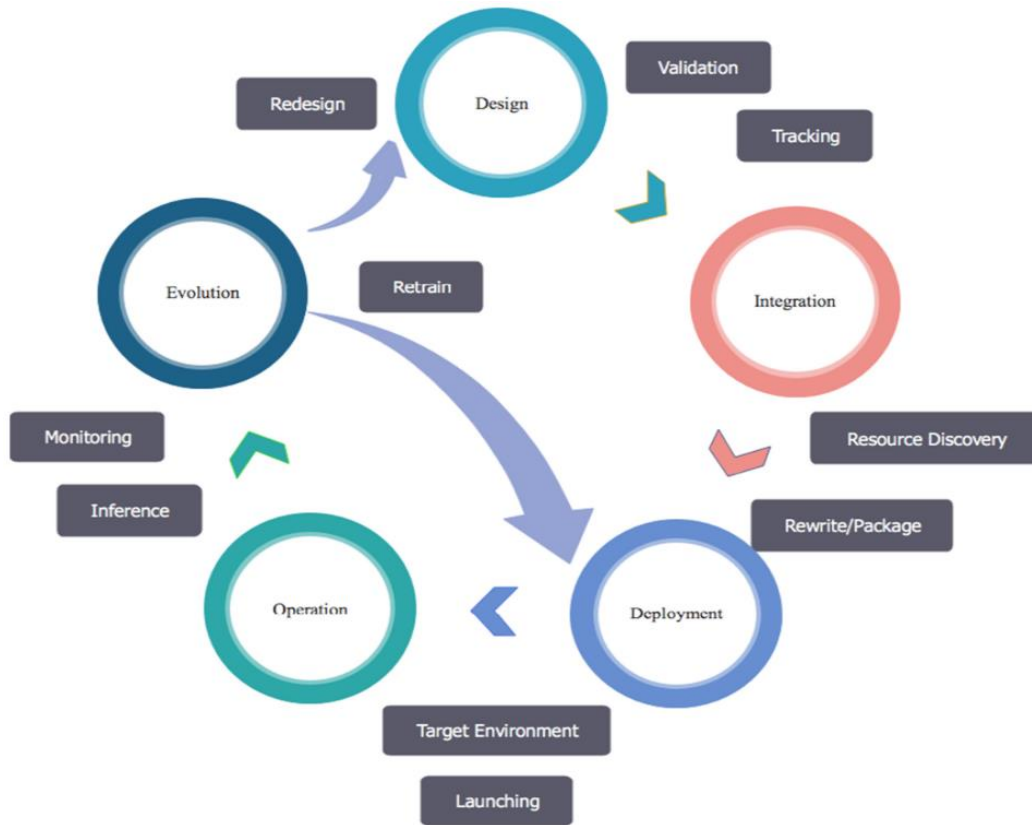 Validation
Redesign
Design
Tracking
Evolution
Retrain
Integration
Monitoring
Resource Discovery
Inference
Rewrite/Package
Operation
Deployment
Target Environment
Launching